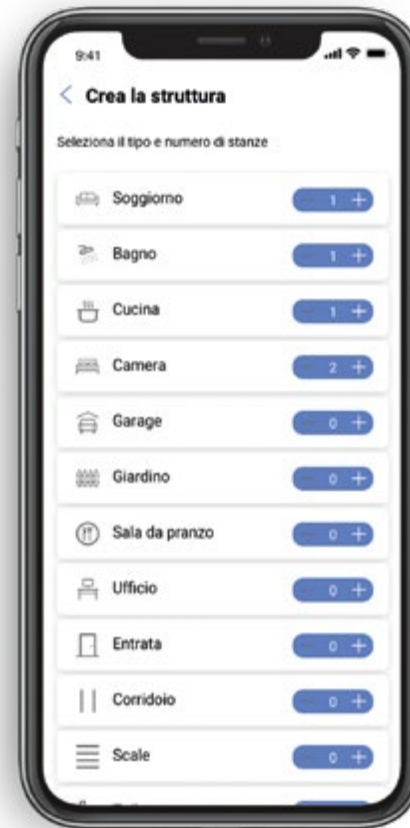 9:41
Crea la struttura
Seleziona il tipo e numero di stanze
Soggiorno - 1 +
Bagno - 1 +
Cucina - 1 +
Camera - 2 +
Garage - 0 +
Giardino - 0 +
Sala da pranzo - 0 +
Ufficio - 0 +
Entrata - 0 +
Corridoio - 0 +
Scale - 0 +